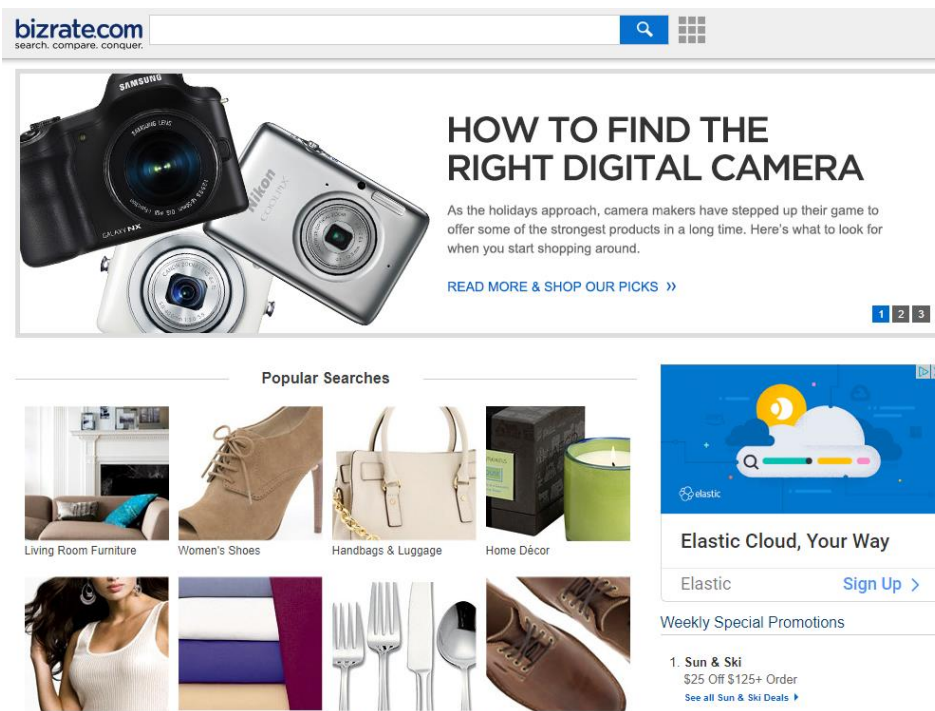 bizrate.com
search. compare. conquer.
SAMSUNG
SAMSUNG LENS
GALAXY NX
Nikon
COOLPIX
HOW TO FIND THE
RIGHT DIGITAL CAMERA
As the holidays approach, camera makers have stepped up their game to
offer some of the strongest products in a long time. Here's what to look for
when you start shopping around.
READ MORE & SHOP OUR PICKS »
1 2 3
Popular Searches
Living Room Furniture
Women's Shoes
Handbags & Luggage
Home Décor
elastic
Elastic Cloud, Your Way
Elastic
Sign Up >
Weekly Special Promotions
1. Sun & Ski
$25 Off $125+ Order
See all Sun & Ski Deals